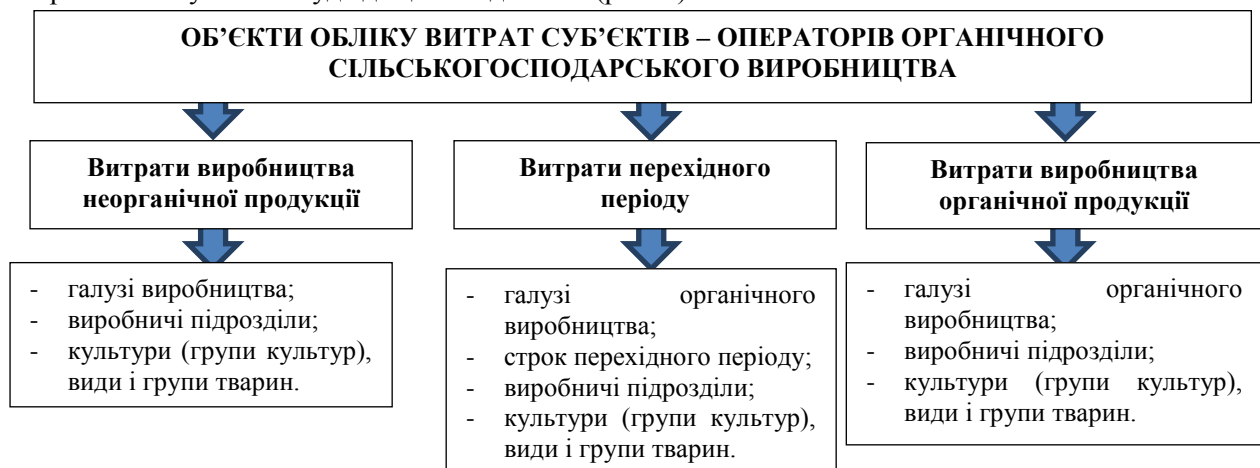 ОБ’ЄКТИ ОБЛІКУ ВИТРАТ СУБ’ЄКТІВ – ОПЕРАТОРІВ ОРГАНІЧНОГО
СІЛЬСЬКОГОСПОДАРСЬКОГО ВИРОБНИЦТВА
Витрати виробництва
неорганічної продукції
Витрати перехідного
періоду
Витрати виробництва
органічної продукції
- галузі виробництва;
- виробничі підрозділи;
- культури (групи культур),
види і групи тварин.
- галузі органічного
виробництва;
- строк перехідного періоду;
- виробничі підрозділи;
- культури (групи культур),
види і групи тварин.
- галузі органічного
виробництва;
- виробничі підрозділи;
- культури (групи культур),
види і групи тварин.